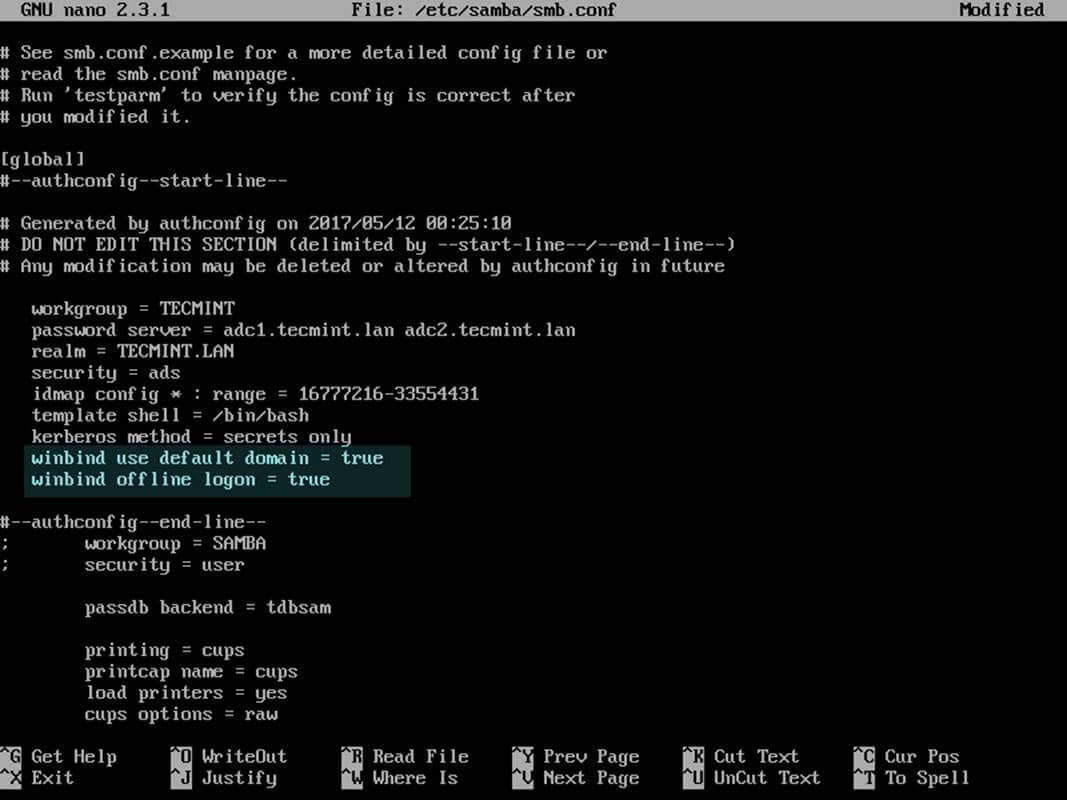 GNU nano 2.3.1 File: /etc/samba/smb.conf Modified
# See smb.conf.example for a more detailed config file or
# read the smb.conf manpage.
# Run 'testparm' to verify the config is correct after
# you modified it.
[global]
#--authconfig--start-line--
# Generated by authconfig on 2017/05/12 00:25:10
# DO NOT EDIT THIS SECTION (delimited by --start-line--/--end-line--)
# Any modification may be deleted or altered by authconfig in future
workgroup = TECMINT
password server = adc1.tecmint.lan adc2.tecmint.lan
realm = TECMINT.LAN
security = ads
idmap config * : range = 16777216-33554431
template shell = /bin/bash
kerberos method = secrets only
winbind use default domain = true
winbind offline logon = true
#--authconfig--end-line--
; workgroup = SAMBA
; security = user
passdb backend = tdbsam
printing = cups
printcap name = cups
load printers = yes
cups options = raw
^G Get Help ^O WriteOut ^R Read File ^Y Prev Page ^K Cut Text ^C Cur Pos
^X Exit ^J Justify ^W Where Is ^V Next Page ^U UnCut Text ^T To Spell